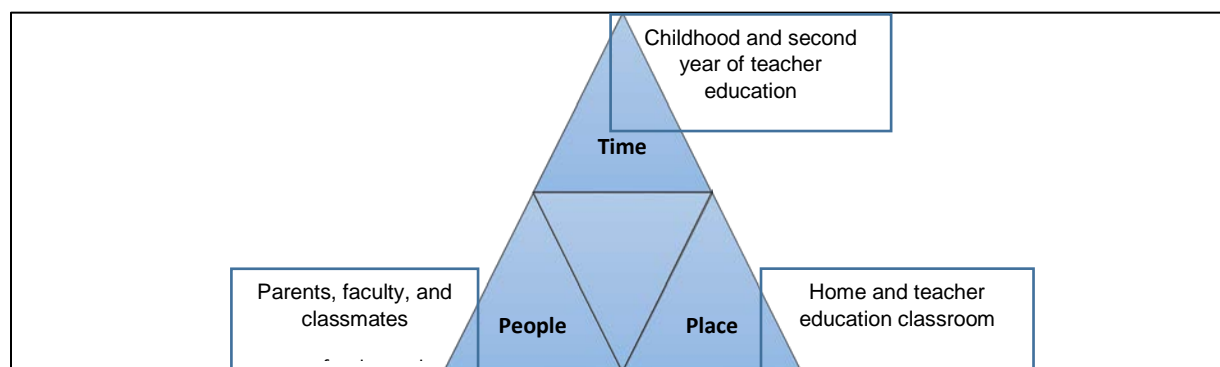 Childhood and second
year of teacher
education
Time
Parents, faculty, and
classmates
People
Place
Home and teacher
education classroom